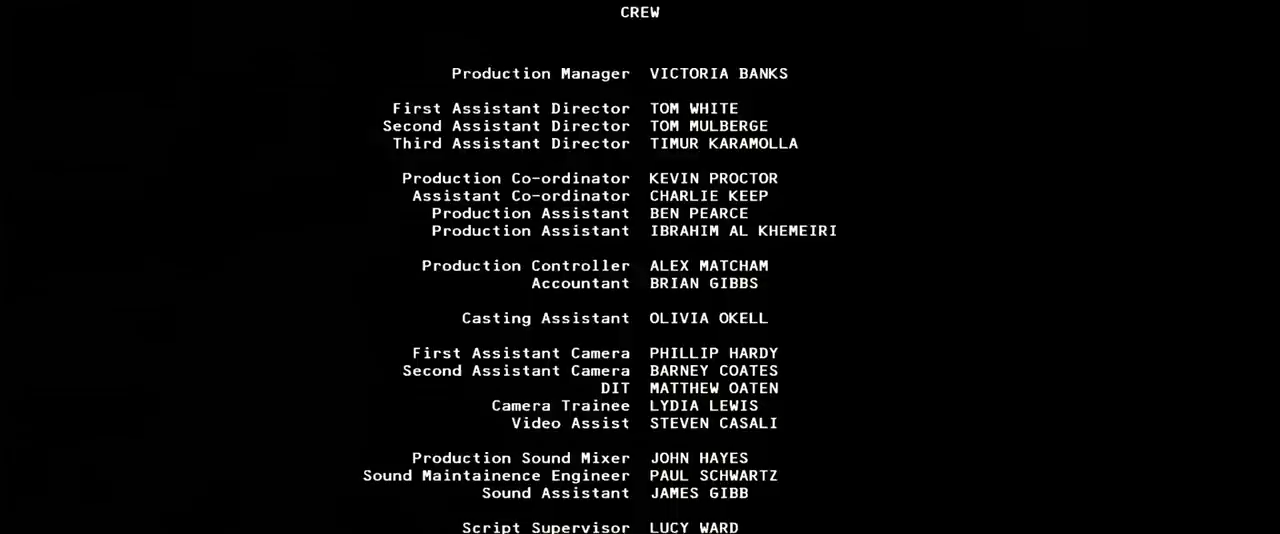 CREW
Production Manager VICTORIA BANKS
First Assistant Director TOM WHITE
Second Assistant Director TOM MULBERGE
Third Assistant Director TIMUR KARAMOLLA
Production Co-ordinator KEVIN PROCTOR
Assistant Co-ordinator CHARLIE KEEP
Production Assistant BEN PEARCE
Production Assistant IBRAHIM AL KHEMEIRI
Production Controller ALEX MATCHAM
Accountant BRIAN GIBBS
Casting Assistant OLIVIA OKELL
First Assistant Camera PHILLIP HARDY
Second Assistant Camera BARNEY COATES
DIT MATTHEW OATEN
Camera Trainee LYDIA LEWIS
Video Assist STEVEN CASALI
Production Sound Mixer JOHN HAYES
Sound Maintainence Engineer PAUL SCHWARTZ
Sound Assistant JAMES GIBB
Script Supervisor LUCY WARD